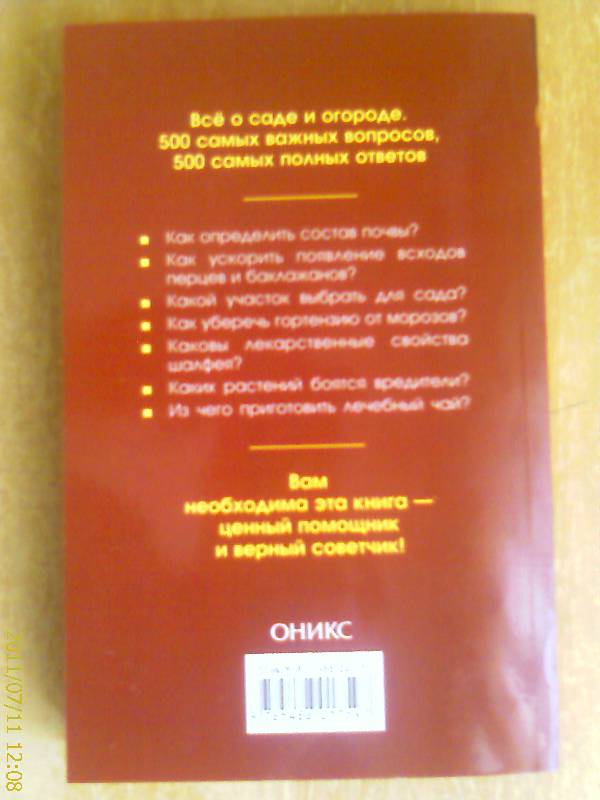 Всё о саде и огороде.
500 самых важных вопросов,
500 самых полных ответов
Как определить состав почвы?
Как ускорить появление всходов
перцев и баклажанов?
Какой участок выбрать для сада?
Как уберечь гортензию от морозов?
Каковы лекарственные свойства
шалфея?
Каких растений боятся вредители?
Из чего приготовить лечебный чай?
Вам
необходима эта книга —
ценный помощник
и верный советчик!
ОНИКС
2011/07/11 12:08